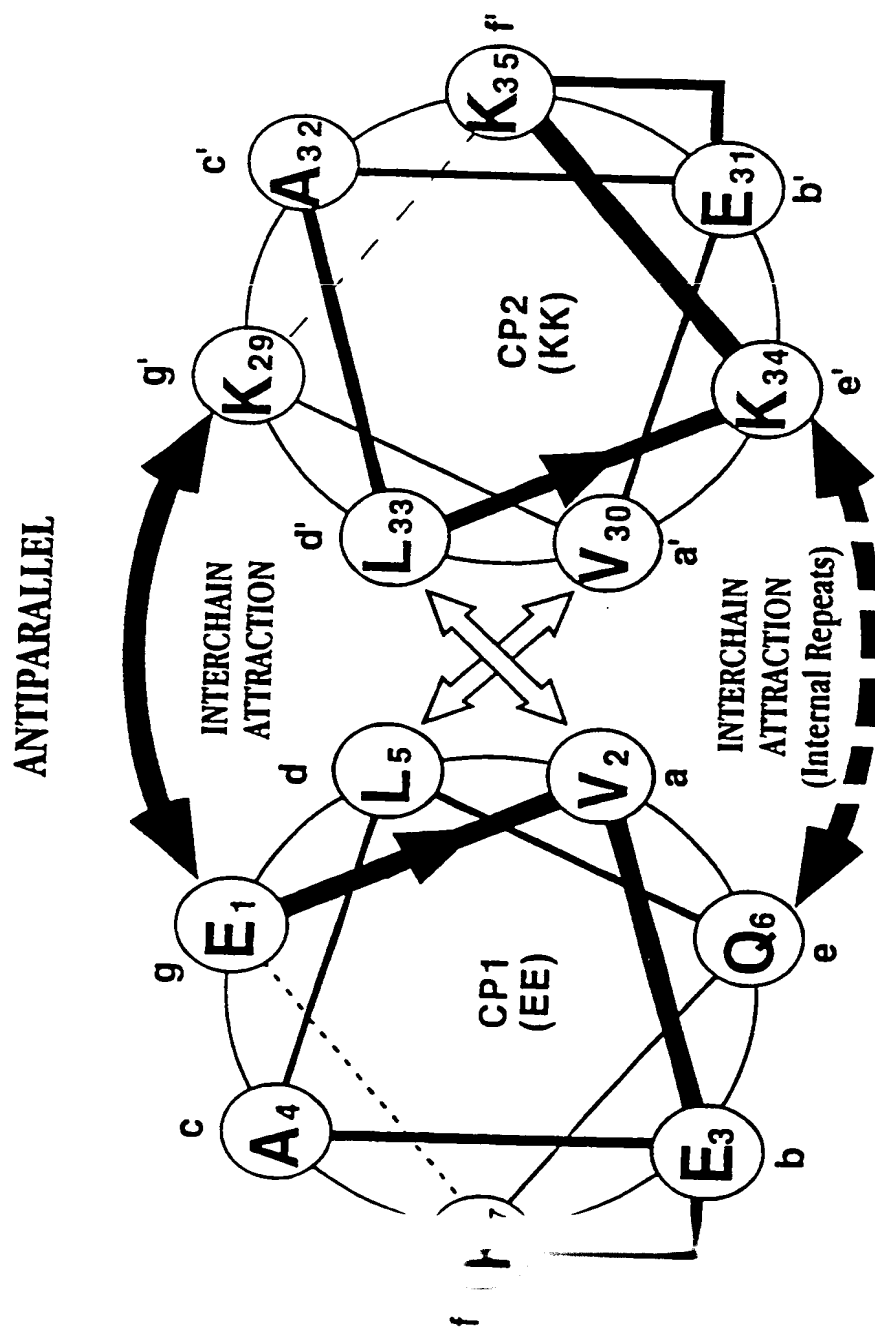 ANTIPARALLEL
g
g'
c
c'
INTERCHAIN
ATTRACTION
E1
K29
A4
A32
d
d'
L5
L33
f
7
CP1
(EE)
CP2
(KK)
K35
f'
V2
V30
a
a'
E3
E31
Q6
K34
INTERCHAIN
ATTRACTION
(Internal Repeats)
b
e
e'
b'